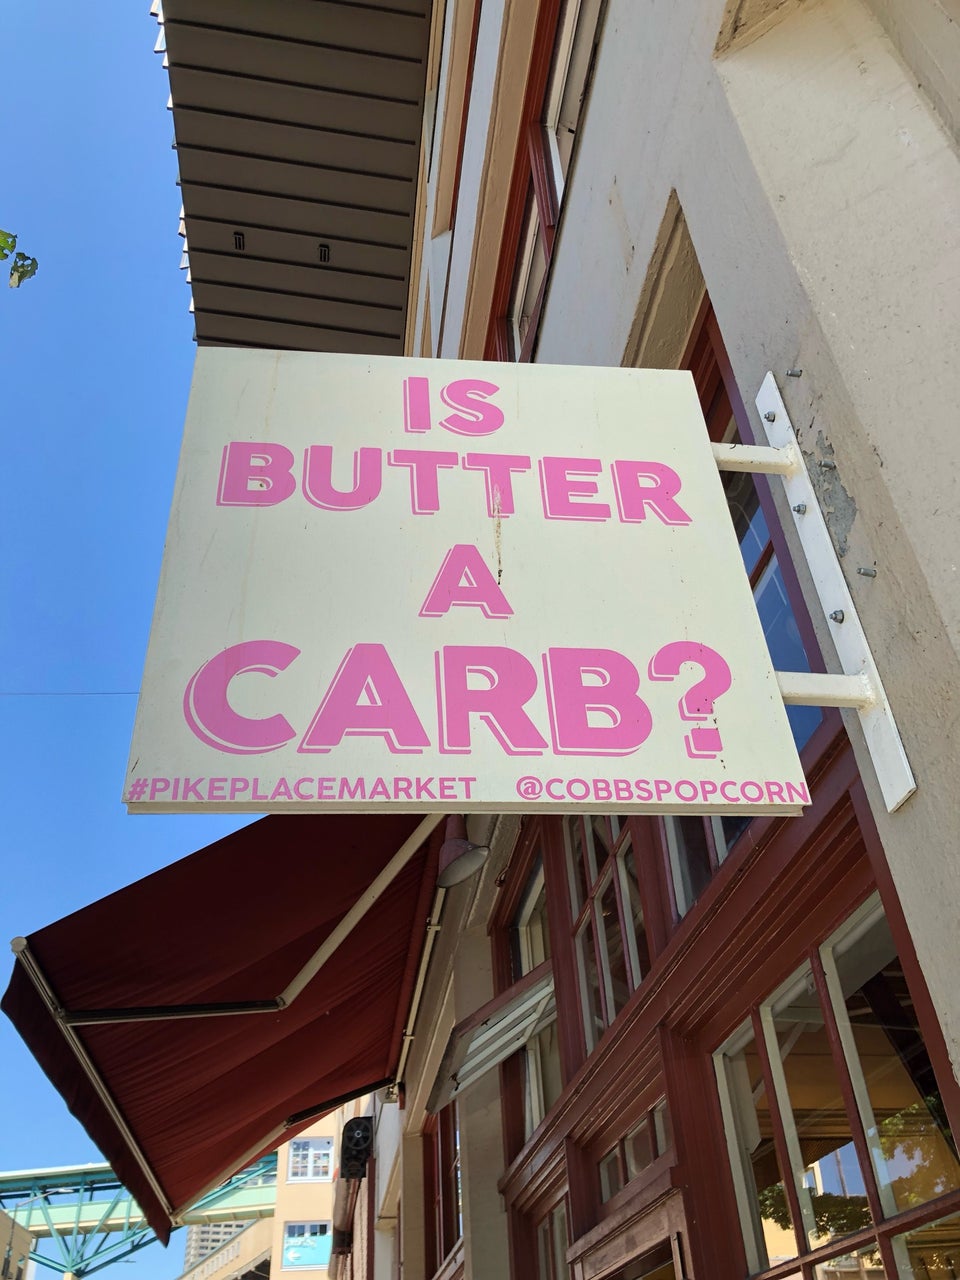 IS
BUTTER
A
CARB?
#PIKEPLACEMARKET @COBBSPOPCORN